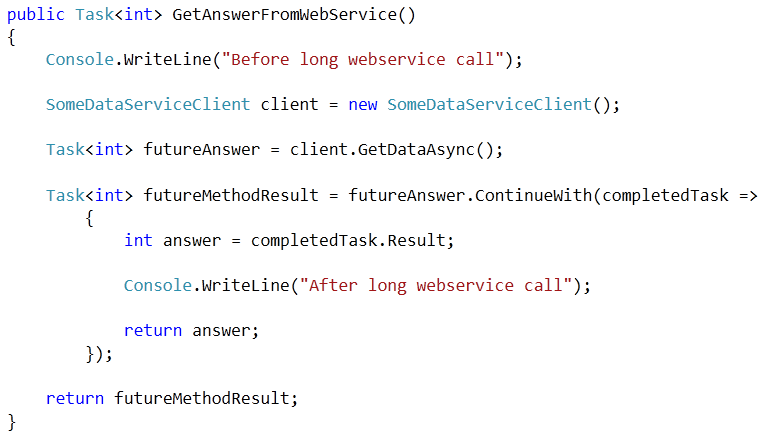 public Task<int> GetAnswerFromWebService()
{
    Console.WriteLine("Before long webservice call");
    SomeDataServiceClient client = new SomeDataServiceClient();
    Task<int> futureAnswer = client.GetDataAsync();
    Task<int> futureMethodResult = futureAnswer.ContinueWith(completedTask =>
        {
            int answer = completedTask.Result;
            Console.WriteLine("After long webservice call");
            return answer;
        });
    return futureMethodResult;
}